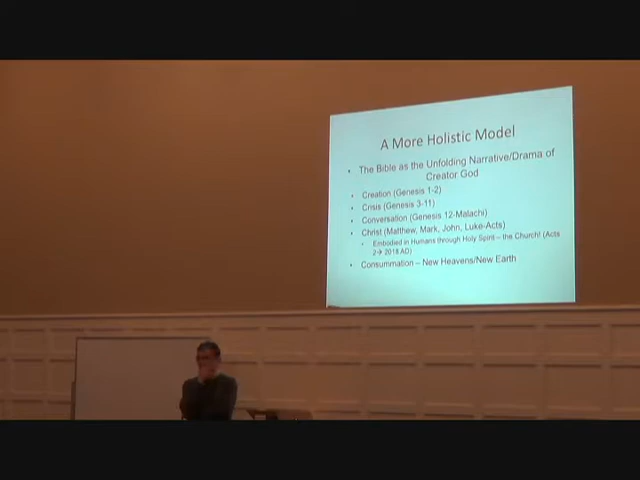 A More Holistic Model
• The Bible as the Unfolding Narrative/Drama of
Creator God
• Creation (Genesis 1-2)
• Crisis (Genesis 3-11)
• Conversation (Genesis 12-Malachi)
• Christ (Matthew, Mark, John, Luke-Acts)
• Embodied in Humans through Holy Spirit – the Church! (Acts
2→ 2018 AD)
• Consummation – New Heavens/New Earth